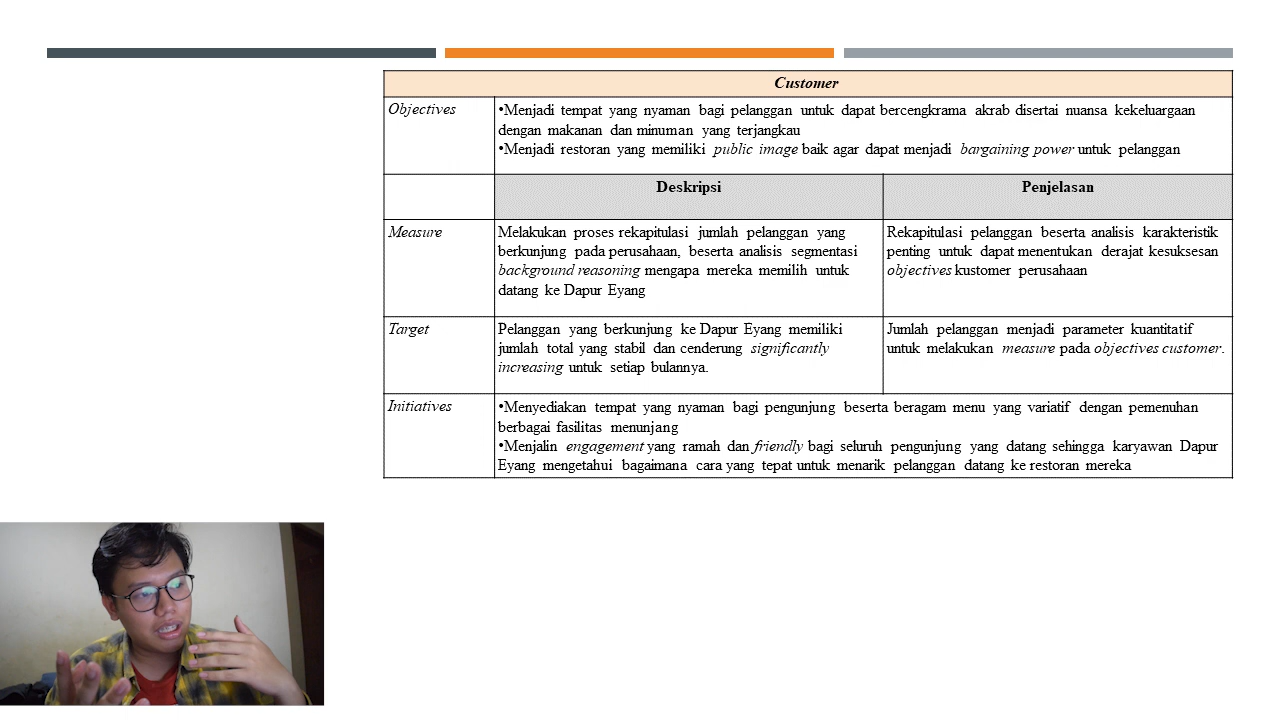 Customer
Objectives
•Menjadi tempat yang nyaman bagi pelanggan untuk dapat bercengkrama akrab disertai nuansa kekeluargaan
dengan makanan dan minuman yang terjangkau
•Menjadi restoran yang memiliki public image baik agar dapat menjadi bargaining power untuk pelanggan
Deskripsi
Penjelasan
Measure
Melakukan proses rekapitulasi jumlah pelanggan yang
berkunjung pada perusahaan, beserta analisis segmentasi
background reasoning mengapa mereka memilih untuk
datang ke Dapur Eyang
Rekapitulasi pelanggan beserta analisis karakteristik
penting untuk dapat menentukan derajat kesuksesan
objectives kustomer perusahaan
Target
Pelanggan yang berkunjung ke Dapur Eyang memiliki
jumlah total yang stabil dan cenderung significantly
increasing untuk setiap bulannya.
Jumlah pelanggan menjadi parameter kuantitatif
untuk melakukan measure pada objectives customer.
Initiatives
•Menyediakan tempat yang nyaman bagi pengunjung beserta beragam menu yang variatif dengan pemenuhan
berbagai fasilitas menunjang
•Menjalin engagement yang ramah dan friendly bagi seluruh pengunjung yang datang sehingga karyawan Dapur
Eyang mengetahui bagaimana cara yang tepat untuk menarik pelanggan datang ke restoran mereka